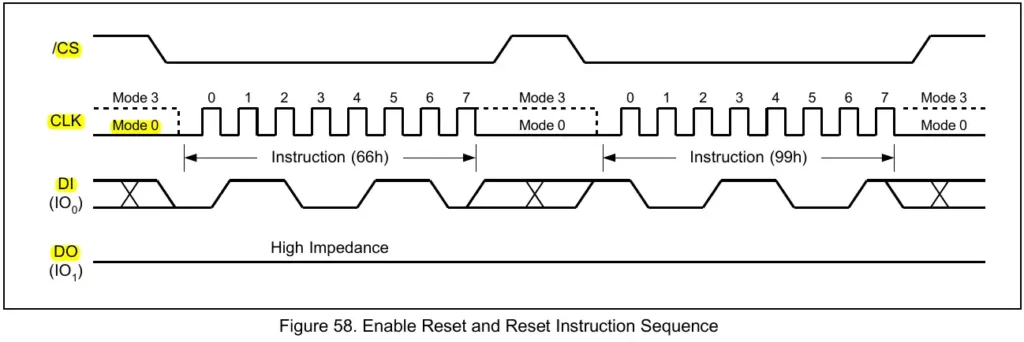 /CS
Mode 3 0 1 2 3 4 5 6 7 Mode 3 0 1 2 3 4 5 6 7 Mode 3
CLK
Mode 0 Mode 0 Mode 0
Instruction (66h) Instruction (99h)
DI
(IO0)
High Impedance
DO
(IO1)
Figure 58. Enable Reset and Reset Instruction Sequence